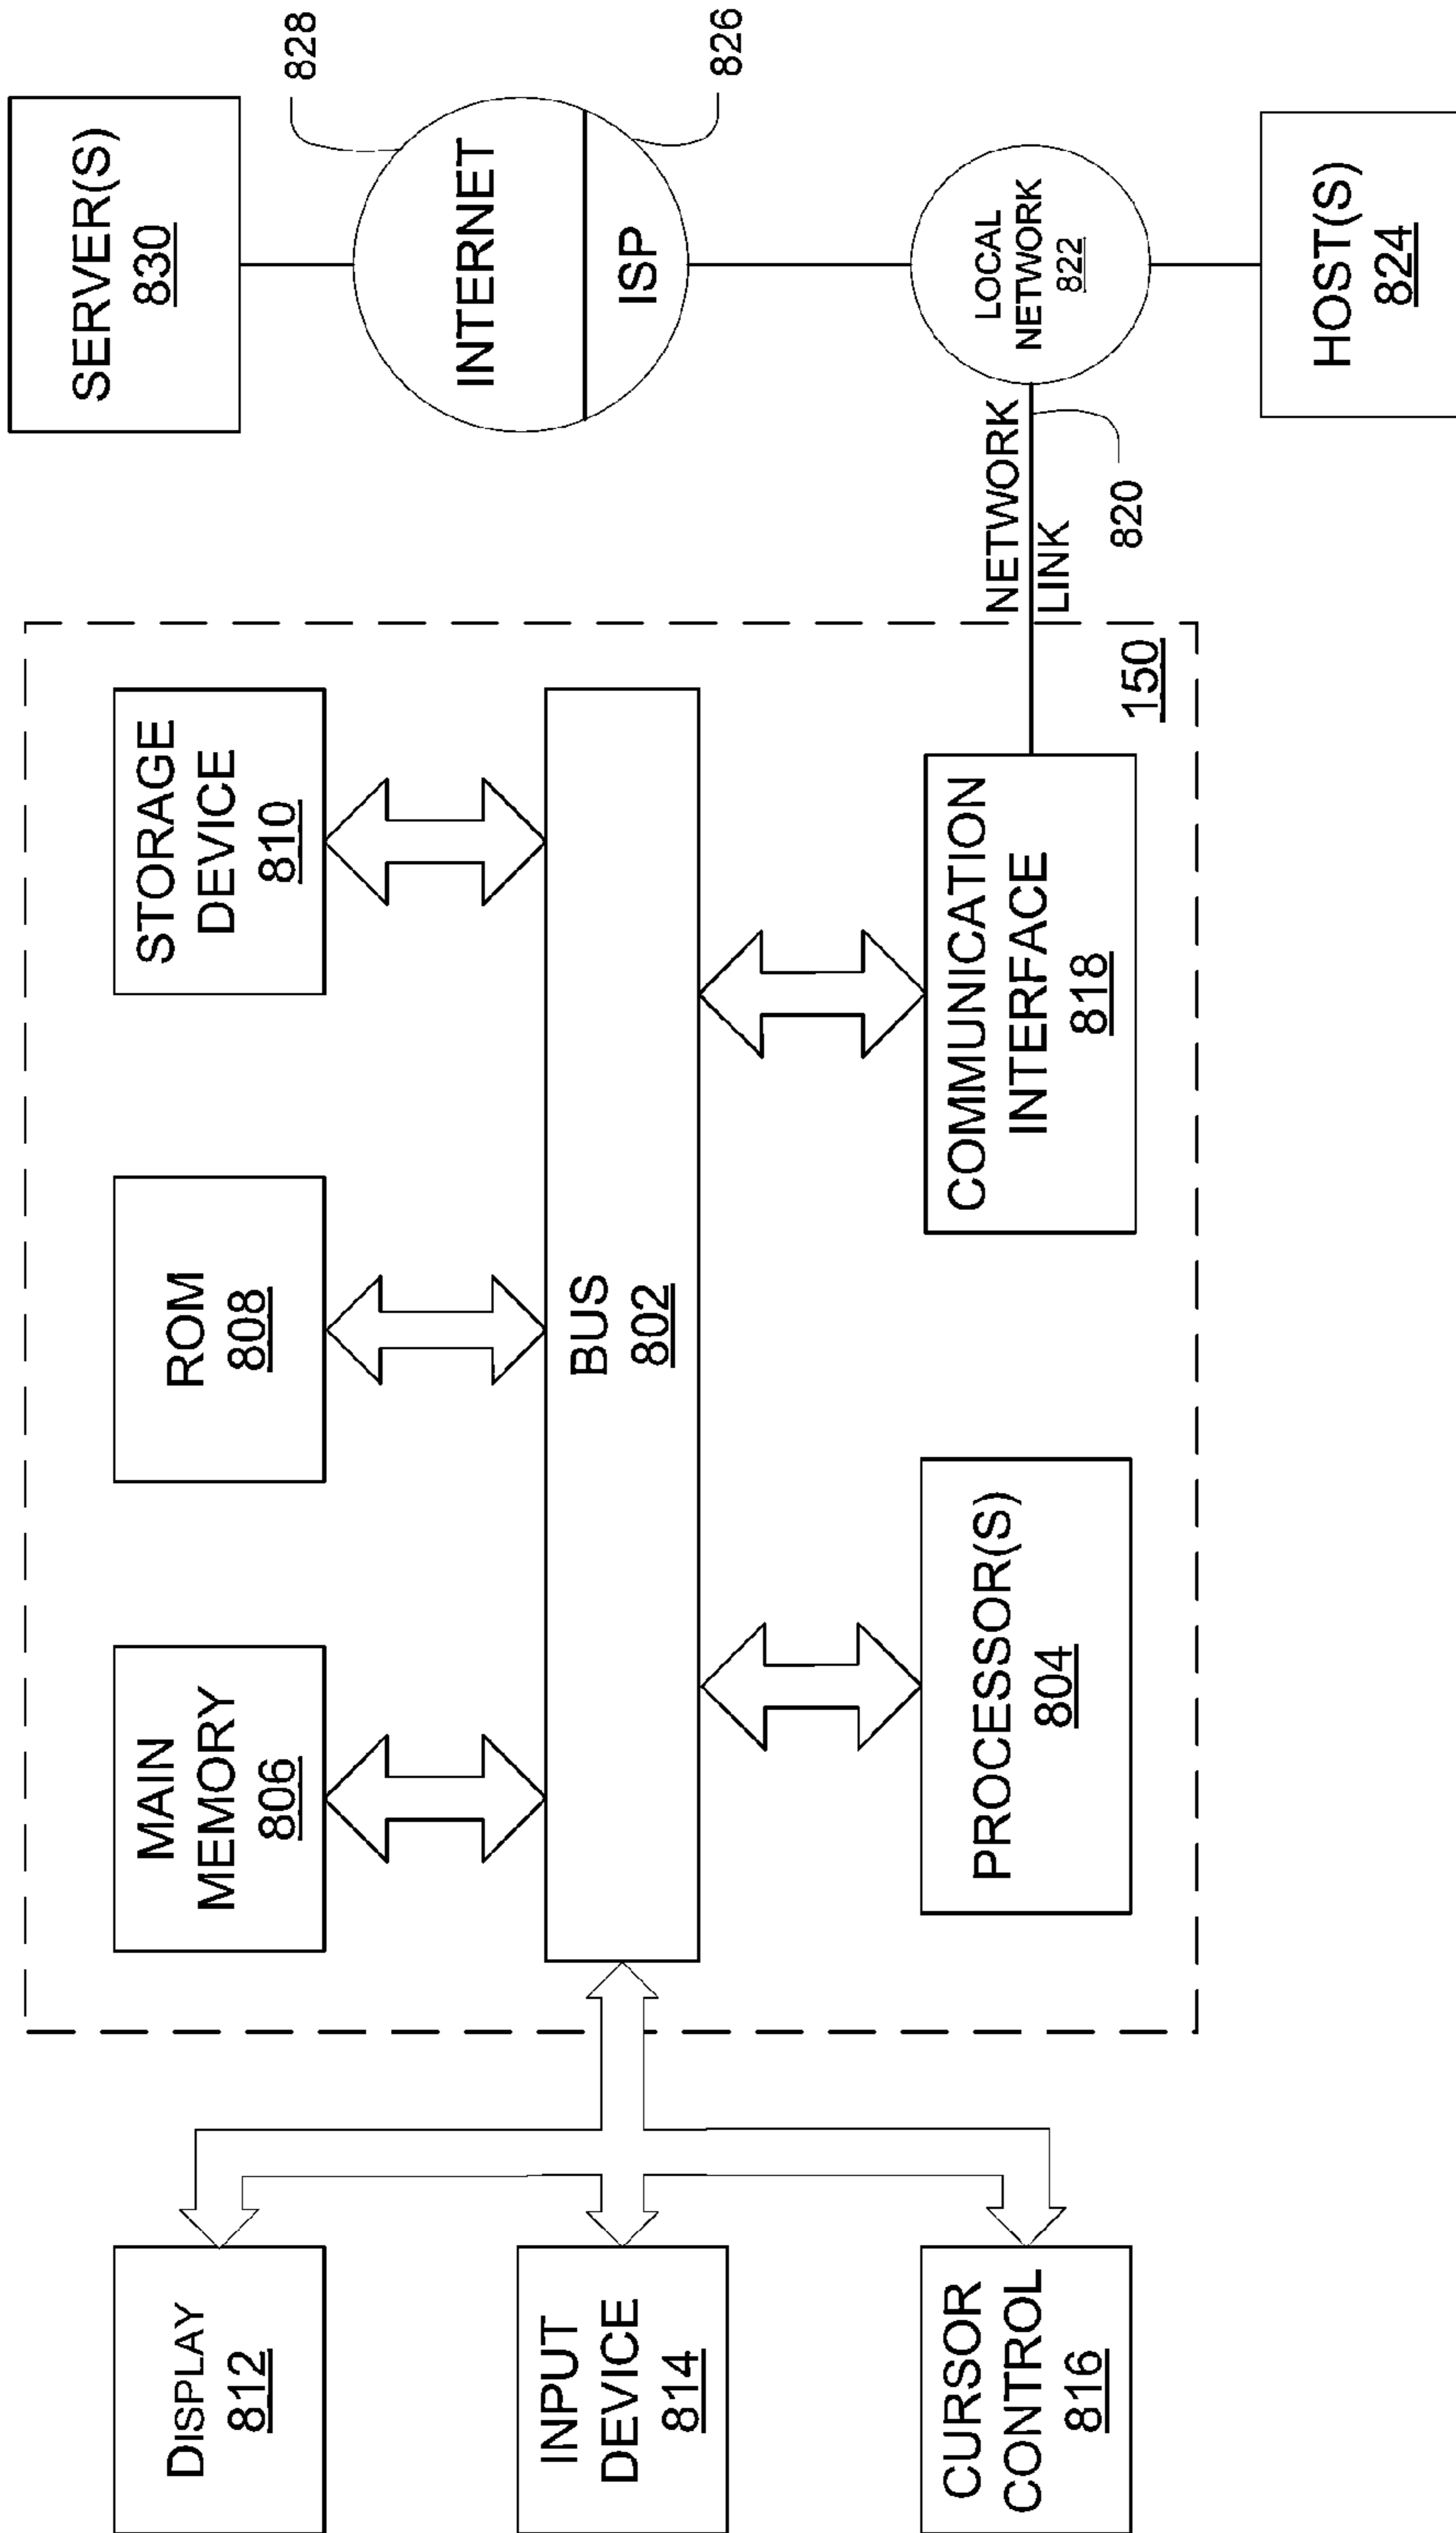 DISPLAY
812
INPUT
DEVICE
814
CURSOR
CONTROL
816
MAIN
MEMORY
806
ROM
808
STORAGE
DEVICE
810
BUS
802
PROCESSOR(S)
804
COMMUNICATION
INTERFACE
818
150
NETWORK
LINK
820
SERVER(S)
830
828
INTERNET
ISP
826
LOCAL
NETWORK
822
HOST(S)
824